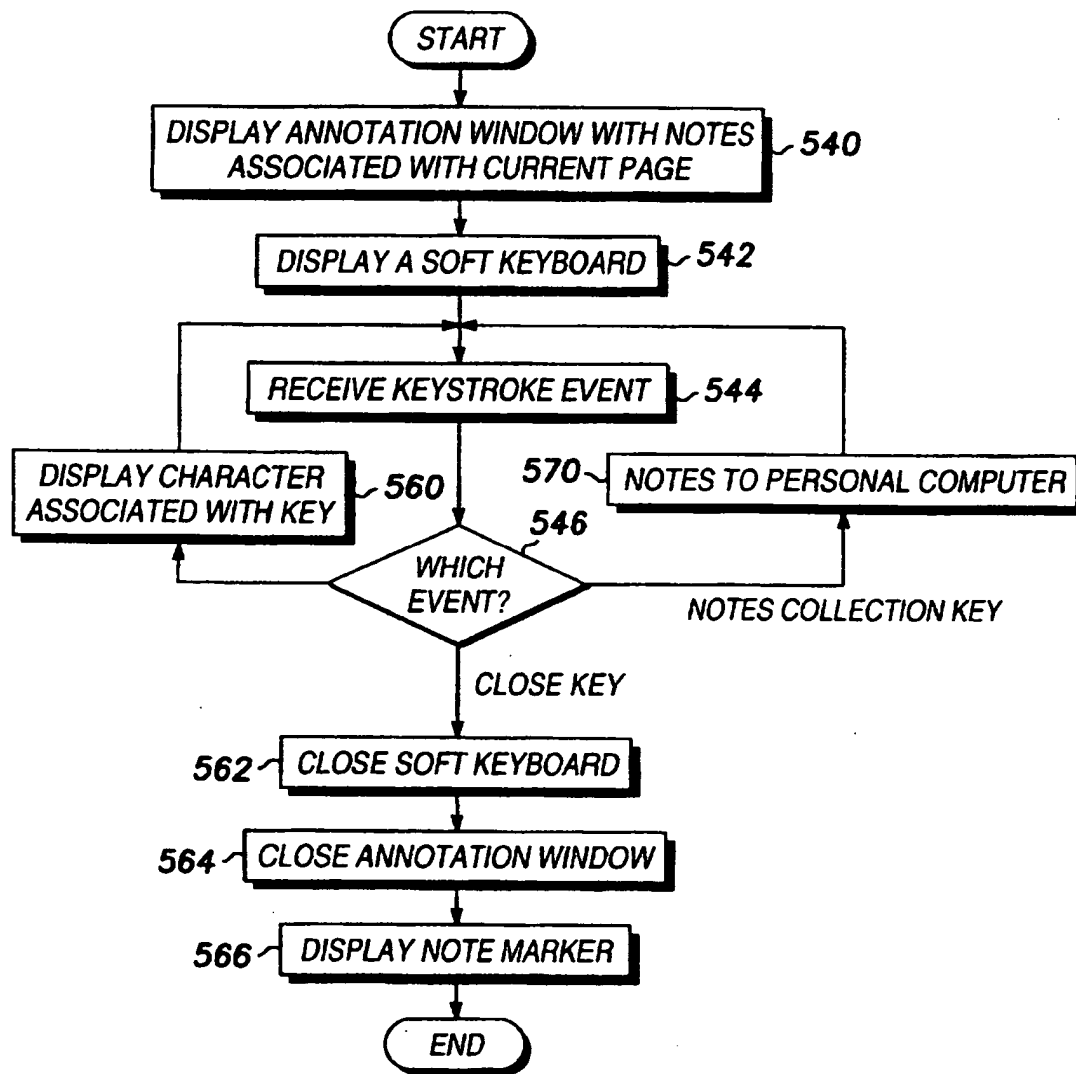 START
DISPLAY ANNOTATION WINDOW WITH NOTES
ASSOCIATED WITH CURRENT PAGE
540
DISPLAY A SOFT KEYBOARD
542
RECEIVE KEYSTROKE EVENT
544
DISPLAY CHARACTER
ASSOCIATED WITH KEY
560
570
NOTES TO PERSONAL COMPUTER
546
WHICH
EVENT?
NOTES COLLECTION KEY
CLOSE KEY
562
CLOSE SOFT KEYBOARD
564
CLOSE ANNOTATION WINDOW
566
DISPLAY NOTE MARKER
END